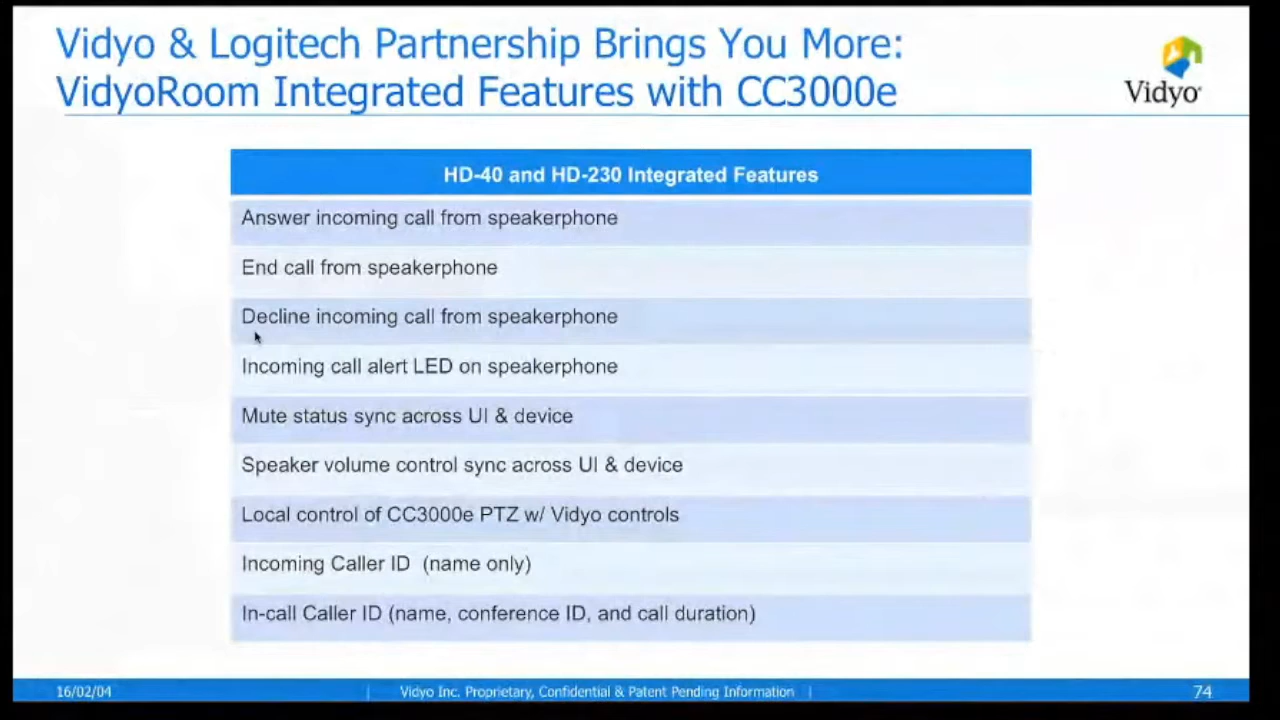 Vidyo & Logitech Partnership Brings You More:
VidyoRoom Integrated Features with CC3000e
Vidyo
HD-40 and HD-230 Integrated Features
Answer incoming call from speakerphone
End call from speakerphone
Decline incoming call from speakerphone
Incoming call alert LED on speakerphone
Mute status sync across UI & device
Speaker volume control sync across UI & device
Local control of CC3000e PTZ w/ Vidyo controls
Incoming Caller ID (name only)
In-call Caller ID (name, conference ID, and call duration)
16/02/04 | Vidyo Inc. Proprietary, Confidential & Patent Pending Information | 74